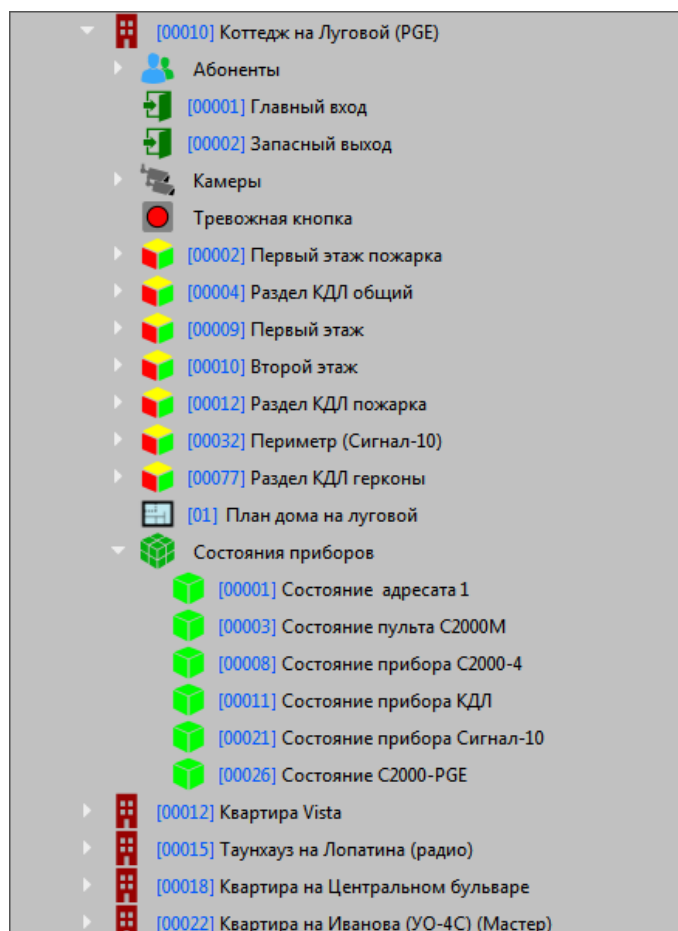 [00010] Коттедж на Луговой (PGE)
Абоненты
[00001] Главный вход
[00002] Запасный выход
Камеры
Тревожная кнопка
[00002] Первый этаж пожарка
[00004] Раздел КДЛ общий
[00009] Первый этаж
[00010] Второй этаж
[00012] Раздел КДЛ пожарка
[00032] Периметр (Сигнал-10)
[00077] Раздел КДЛ герконы
[01] План дома на луговой
Состояния приборов
[00001] Состояние адресата 1
[00003] Состояние пульта С2000М
[00008] Состояние прибора С2000-4
[00011] Состояние прибора КДЛ
[00021] Состояние прибора Сигнал-10
[00026] Состояние С2000-PGE
[00012] Квартира Vista
[00015] Таунхауз на Лопатина (радио)
[00018] Квартира на Центральном бульваре
[00022] Квартира на Иванова (УО-4С) (Мастер)